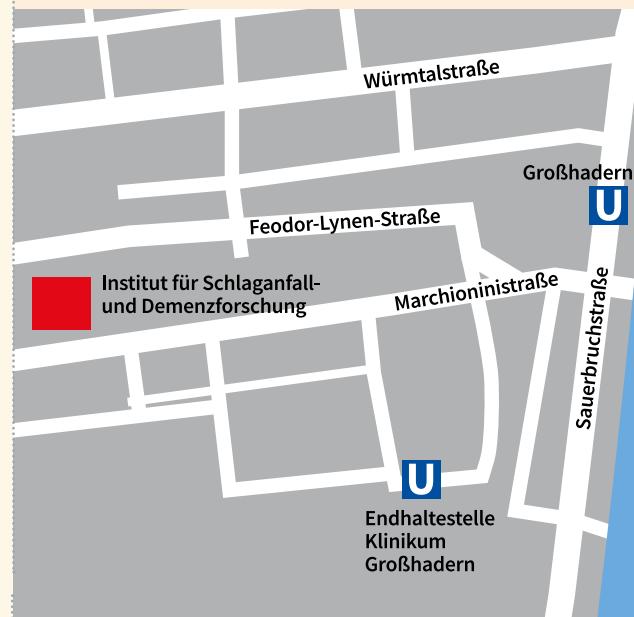 Würmtalstraße
Großhadern
U
Feodor-Lynen-Straße
Institut für Schlaganfall-
und Demenzforschung
Marchioninistraße
Sauerbruchstraße
U
Endhaltestelle
Klinikum
Großhadern